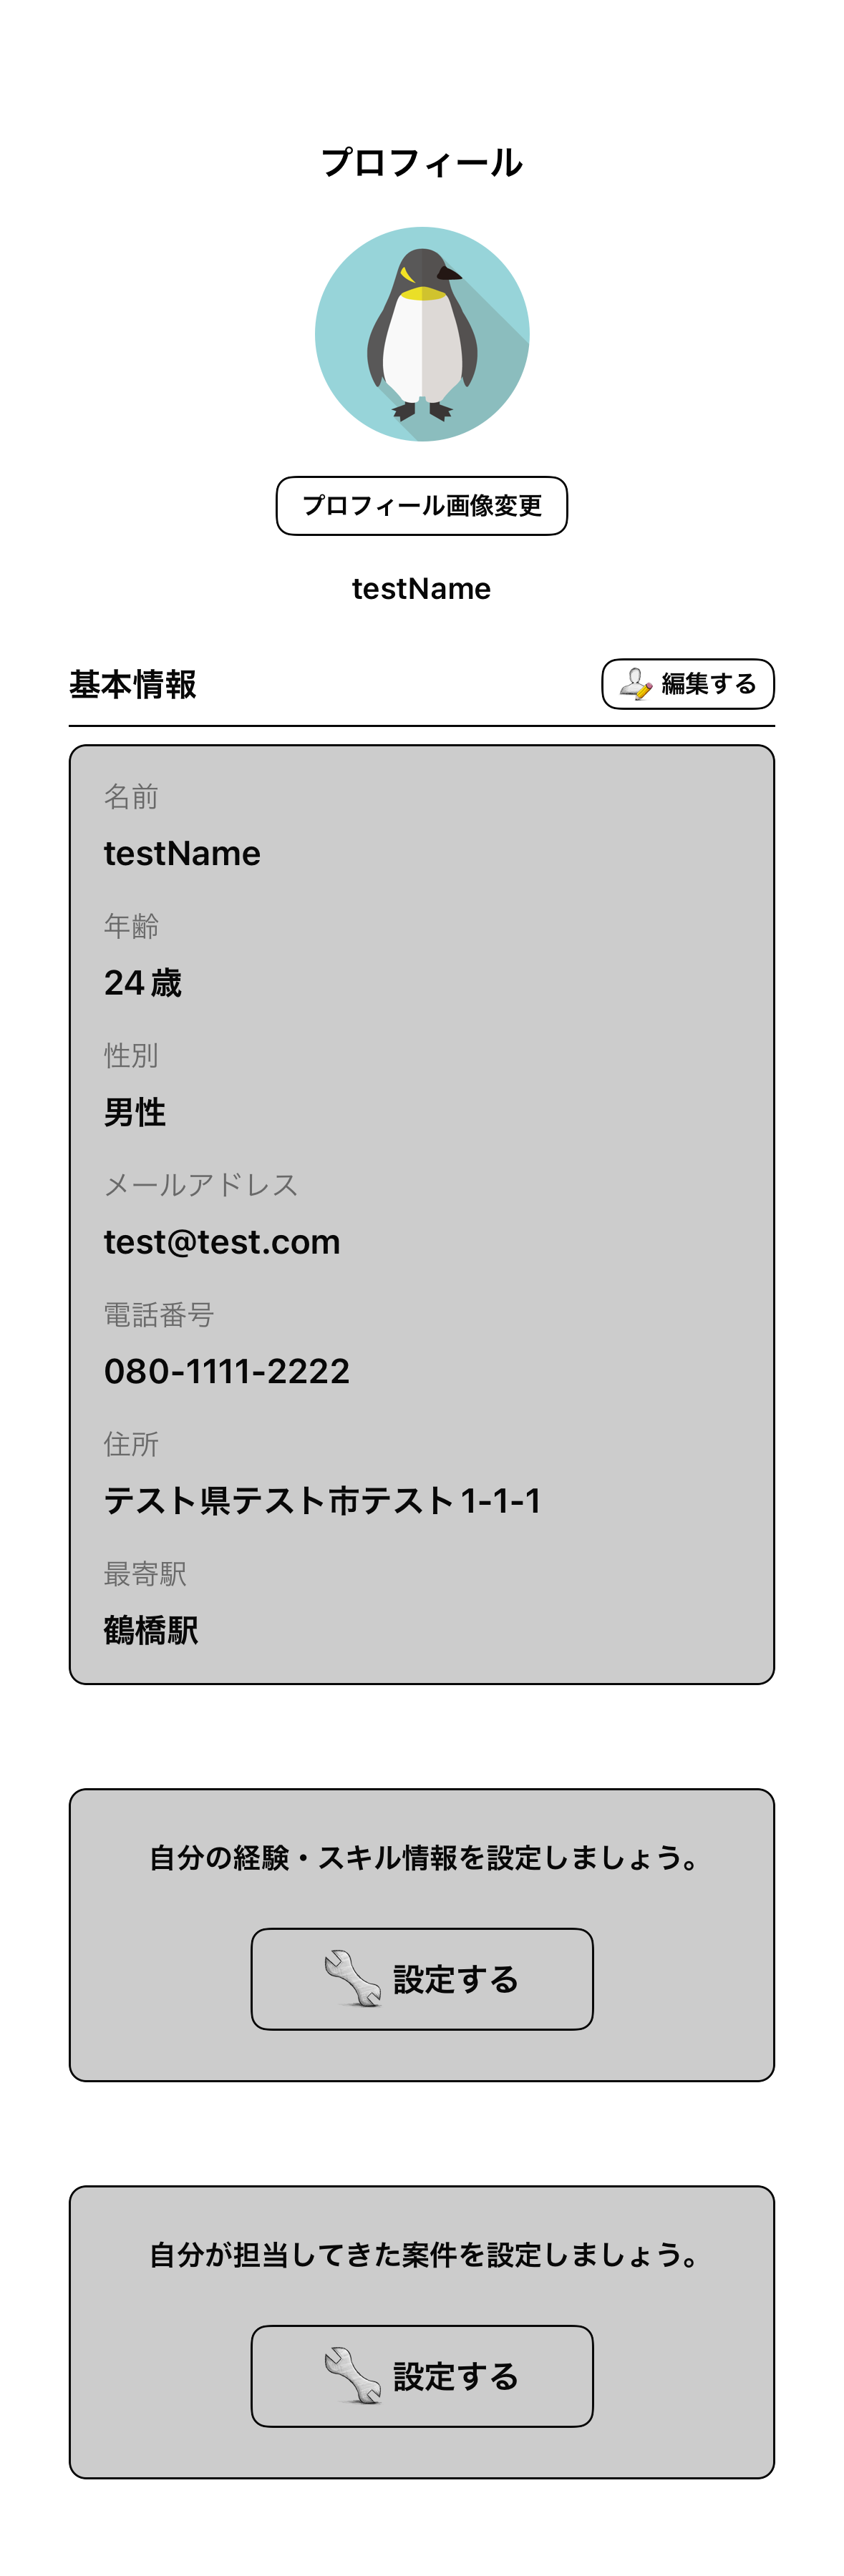 プロフィール
プロフィール画像変更
testName
基本情報
編集する
名前
testName
年齢
24歳
性別
男性
メールアドレス
test@test.com
電話番号
080-1111-2222
住所
テスト県テスト市テスト1-1-1
最寄駅
鶴橋駅
自分の経験・スキル情報を設定しましょう。
設定する
自分が担当してきた案件を設定しましょう。
設定する